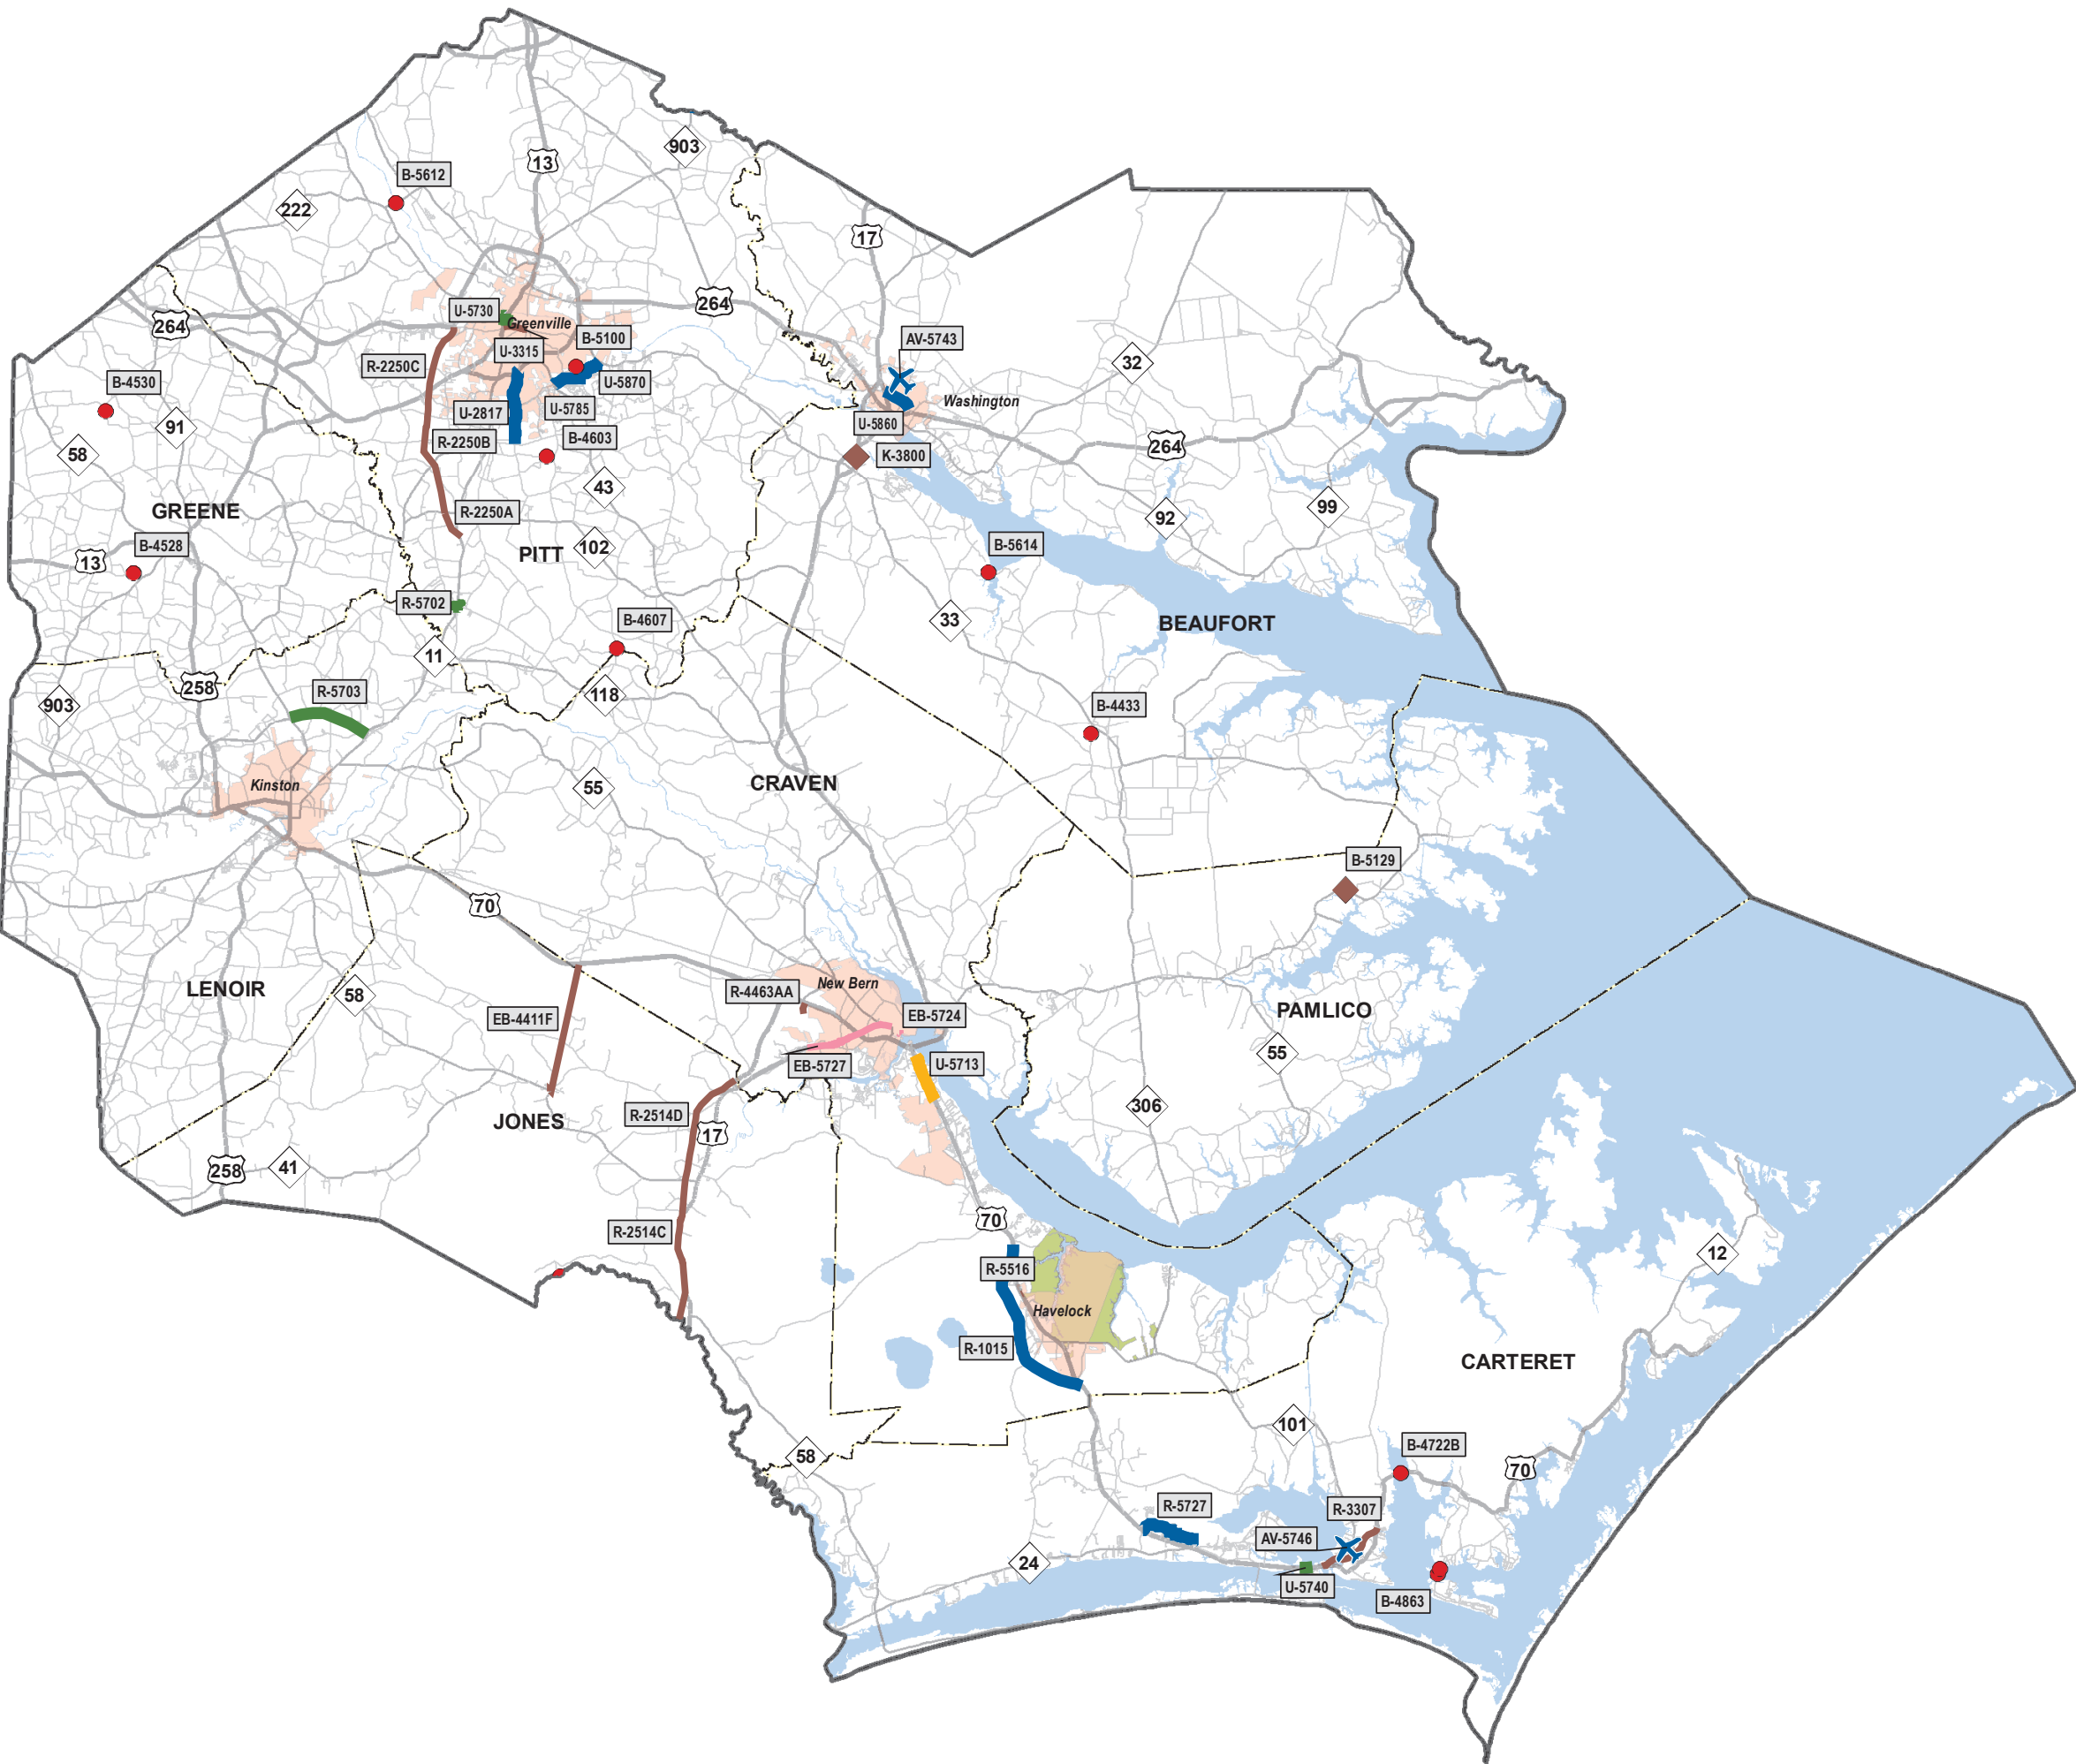 903
13
B-5612
222
17
264
U-5730
264
Greenville
AV-5743
B-5100
U-3315
32
R-2250C
B-4530
U-5870
Washington
U-2817
U-5785
91
U-5860
R-2250B
B-4603
264
58
K-3800
43
99
GREENE
R-2250A
92
B-4528
B-5614
102
PITT
13
R-5702
B-4607
33
BEAUFORT
11
258
R-5703
118
903
B-4433
CRAVEN
Kinston
55
B-5129
70
New Bern
LENOIR
R-4463AA
58
PAMLICO
EB-4411F
EB-5724
55
EB-5727
U-5713
306
R-2514D
JONES
17
258
41
70
R-2514C
12
R-5516
Havelock
R-1015
CARTERET
101
B-4722B
58
70
R-5727
R-3307
AV-5746
24
U-5740
B-4863